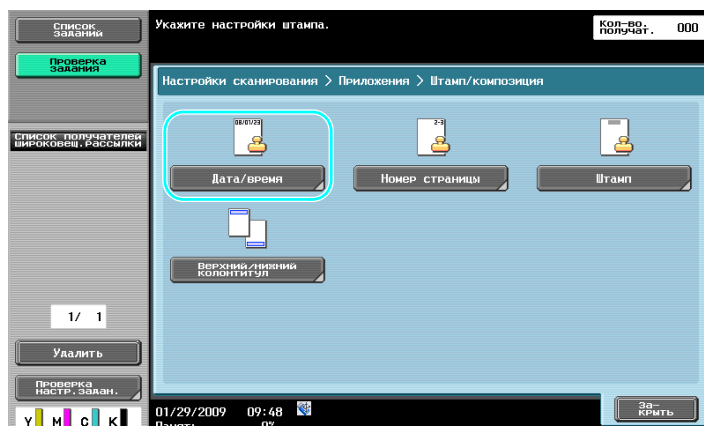 Список
заданий
Проверка
задания
Список получателей
широковещ.рассылки
1/ 1
Удалить
Проверка
настр.задан.
Y M C K
Укажите настройки штампа.
Кол-во.
получат. 000
Настройки сканирования > Приложения > Штамп/композиция
08/01/23
2-3
Дата/время
Номер страницы
Штамп
Верхний/нижний
колонтитул
01/29/2009 09:48
Память 0%
За-
крыть